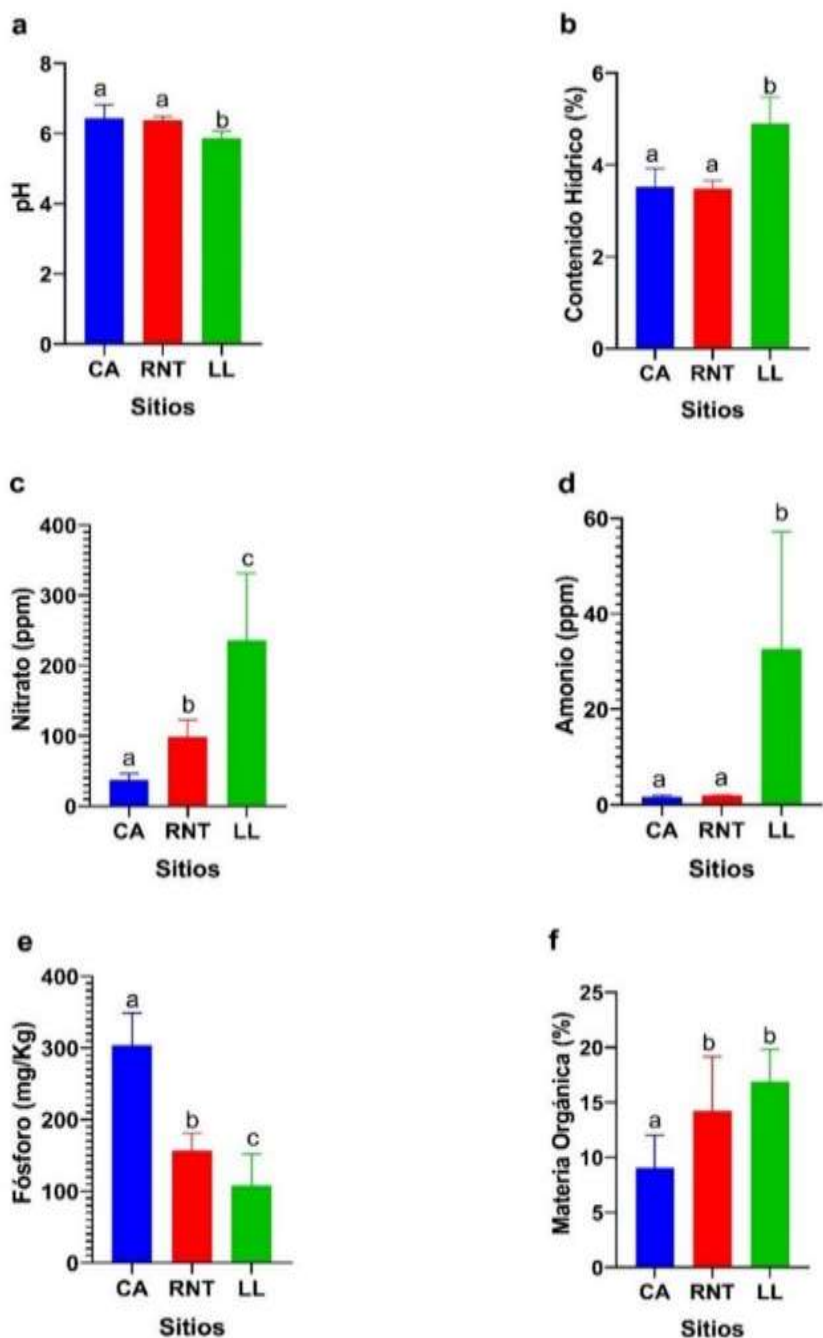 a
pH
8
6
4
2
0
a
a
b
CA RNT LL
Sitios
b
Contenido Hídrico (%)
6
4
2
0
a
a
b
CA RNT LL
Sitios
c
Nitrato (ppm)
400
300
200
100
0
a
b
c
CA RNT LL
Sitios
d
Amonio (ppm)
60
40
20
0
a
a
b
CA RNT LL
Sitios
e
Fósforo (mg/Kg)
400
300
200
100
0
a
b
c
CA RNT LL
Sitios
f
Materia Orgánica (%)
25
20
15
10
5
0
a
b
b
CA RNT LL
Sitios